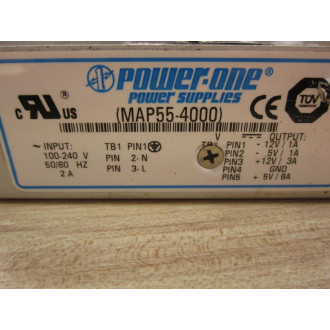 POWER-ONE
POWER SUPPLIES
(MAP55-4000)
c RU ® US
CE
TÜV
~ INPUT:
100-240 V
50/60 HZ
2 A
TB1 PIN1
PIN 2- N
PIN 3- L
V OUTPUT:
PIN1 - 12V/ 1A
PIN2 - 5V/ 1A
PIN3 +12V/ 3A
PIN4 GND
PIN5 + 5V/ 6A